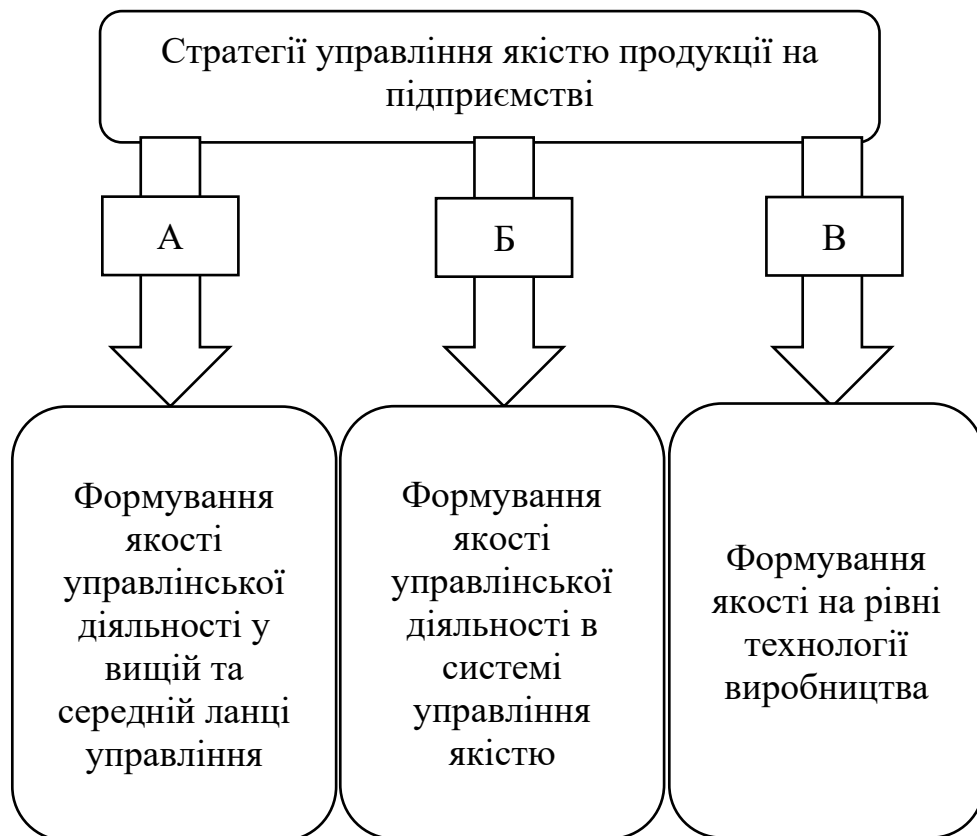 Стратегії управління якістю продукції на
підприємстві
А
Б
В
Формування
якості
управлінської
діяльності у
вищій та
середній ланці
управління
Формування
якості
управлінської
діяльності в
системі
управління
якістю
Формування
якості на рівні
технології
виробництва